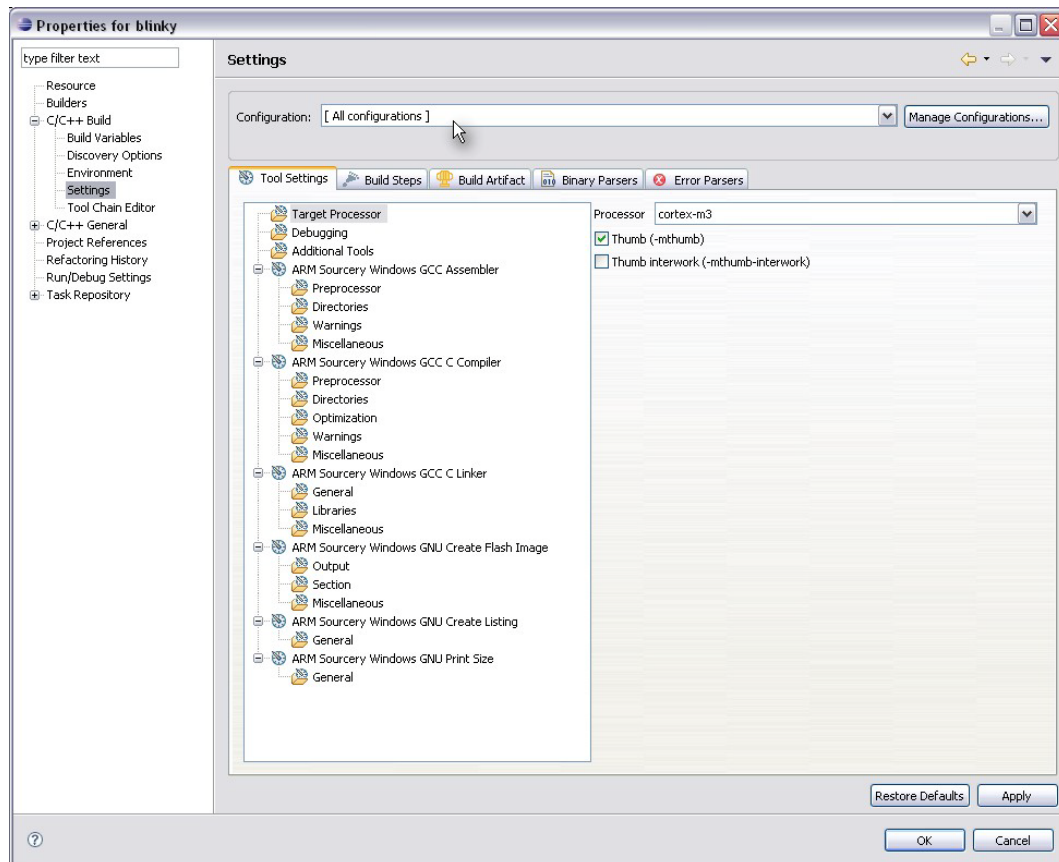 Properties for blinky
type filter text
Resource
Builders
C/C++ Build
Build Variables
Discovery Options
Environment
Settings
Tool Chain Editor
C/C++ General
Project References
Refactoring History
Run/Debug Settings
Task Repository
Settings
Configuration: [ All configurations ] Manage Configurations...
Tool Settings Build Steps Build Artifact Binary Parsers Error Parsers
Target Processor
Debugging
Additional Tools
ARM Sourcery Windows GCC Assembler
Preprocessor
Directories
Warnings
Miscellaneous
ARM Sourcery Windows GCC C Compiler
Preprocessor
Directories
Optimization
Warnings
Miscellaneous
ARM Sourcery Windows GCC C Linker
General
Libraries
Miscellaneous
ARM Sourcery Windows GNU Create Flash Image
Output
Section
Miscellaneous
ARM Sourcery Windows GNU Create Listing
General
ARM Sourcery Windows GNU Print Size
General
Processor cortex-m3
Thumb (-mthumb)
Thumb interwork (-mthumb-interwork)
Restore Defaults Apply
OK Cancel